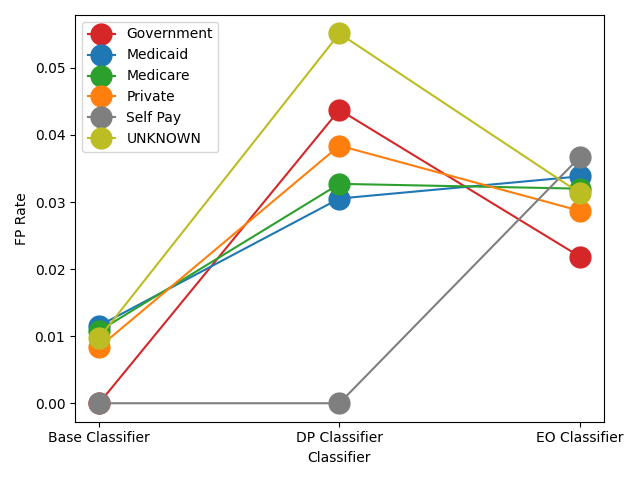 Government
Medicaid
Medicare
Private
Self Pay
UNKNOWN
0.05
0.04
0.03
0.02
0.01
0.00
FP Rate
Base Classifier
DP Classifier
EO Classifier
Classifier